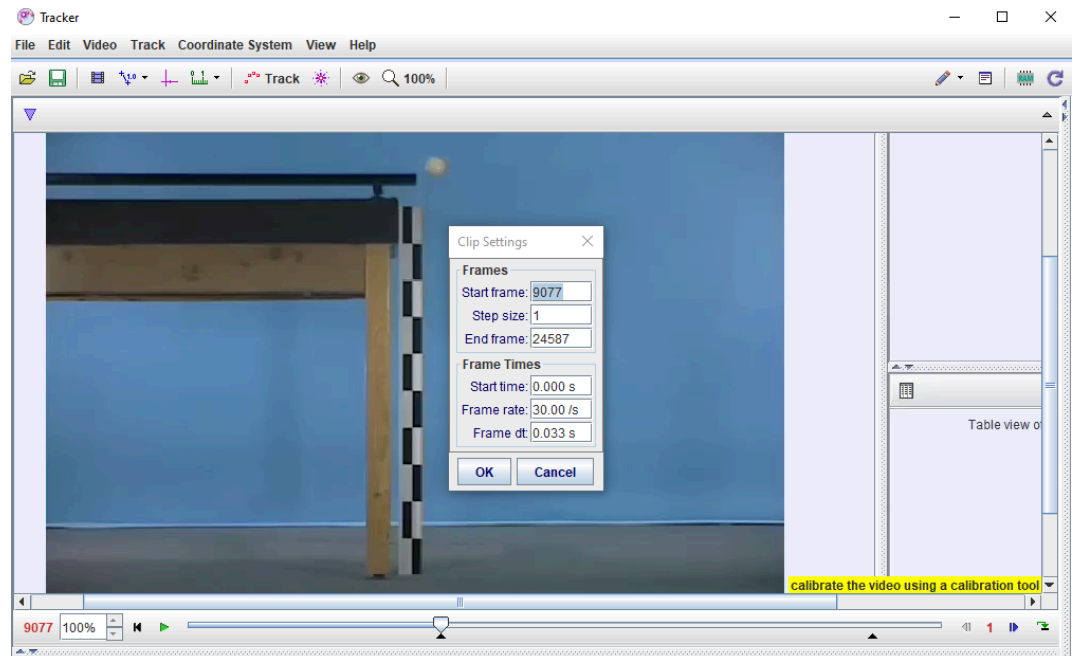 Tracker
File Edit Video Track Coordinate System View Help
Track 100%
Clip Settings
Frames
Start frame: 9077
Step size: 1
End frame: 24587
Frame Times
Start time: 0.000 s
Frame rate: 30.00 /s
Frame dt: 0.033 s
OK Cancel
Table view o
calibrate the video using a calibration tool
9077 100% 1